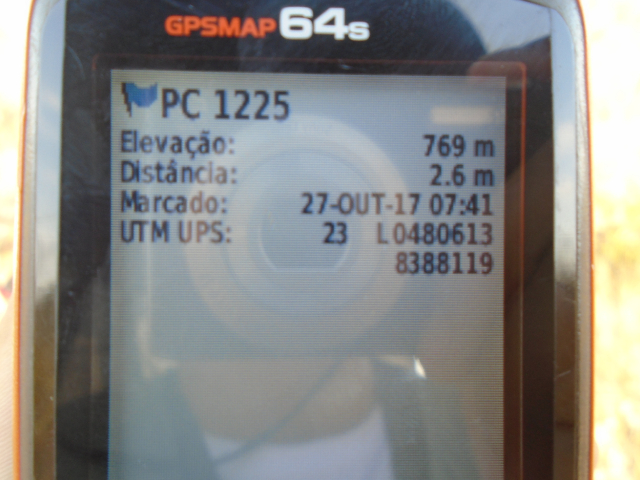 GPSMAP 64s
PC 1225
Elevação: 769 m
Distância: 2.6 m
Marcado: 27-OUT-17 07:41
UTM UPS: 23 L 0480613
8388119